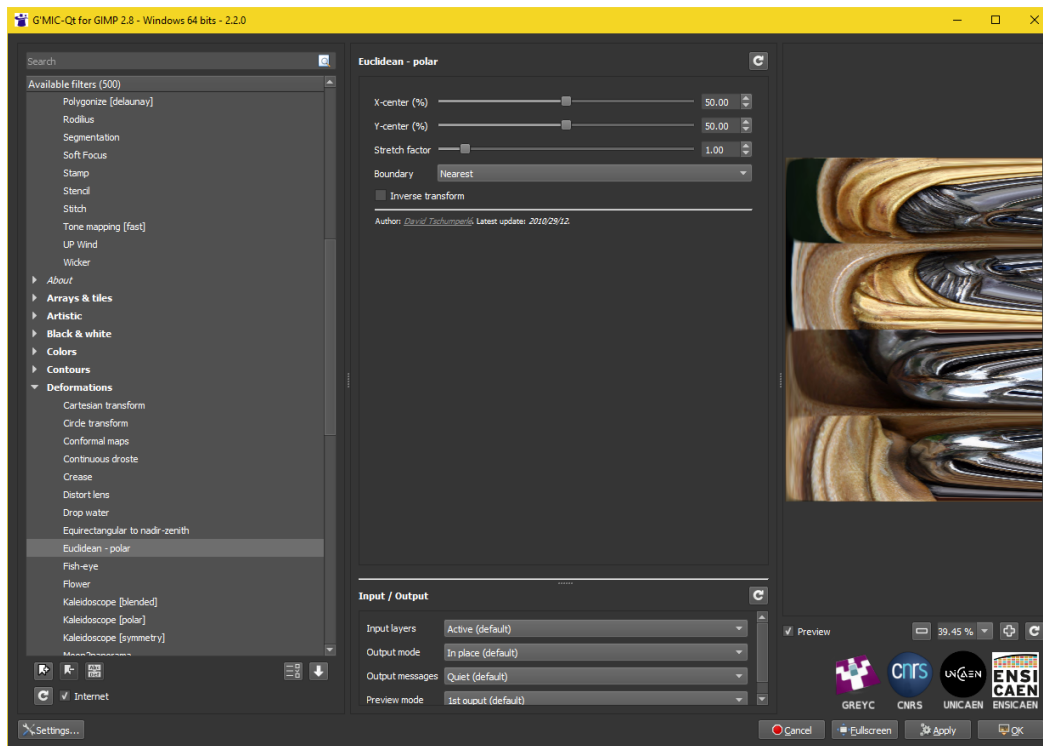 G'MIC-Qt for GIMP 2.8 - Windows 64 bits - 2.2.0
Search
Available filters (500)
Polygonize [delaunay]
Rodilius
Segmentation
Soft Focus
Stamp
Stencil
Stitch
Tone mapping [fast]
UP Wind
Wicker
About
Arrays & tiles
Artistic
Black & white
Colors
Contours
Deformations
Cartesian transform
Circle transform
Conformal maps
Continuous droste
Crease
Distort lens
Drop water
Equirectangular to nadir-zenith
Euclidean - polar
Fish-eye
Flower
Kaleidoscope [blended]
Kaleidoscope [polar]
Kaleidoscope [symmetry]
Moon2panorama
Internet
Settings...
Euclidean - polar
X-center (%) 50.00
Y-center (%) 50.00
Stretch factor 1.00
Boundary Nearest
Inverse transform
Author: David Tschumperlé. Latest update: 2010/29/12.
Input / Output
Input layers Active (default)
Output mode In place (default)
Output messages Quiet (default)
Preview mode 1st ouput (default)
Preview 39.45 %
cnrs UNICAEN ENSI CAEN
GREYC CNRS UNICAEN ENSICAEN
Cancel Fullscreen Apply OK